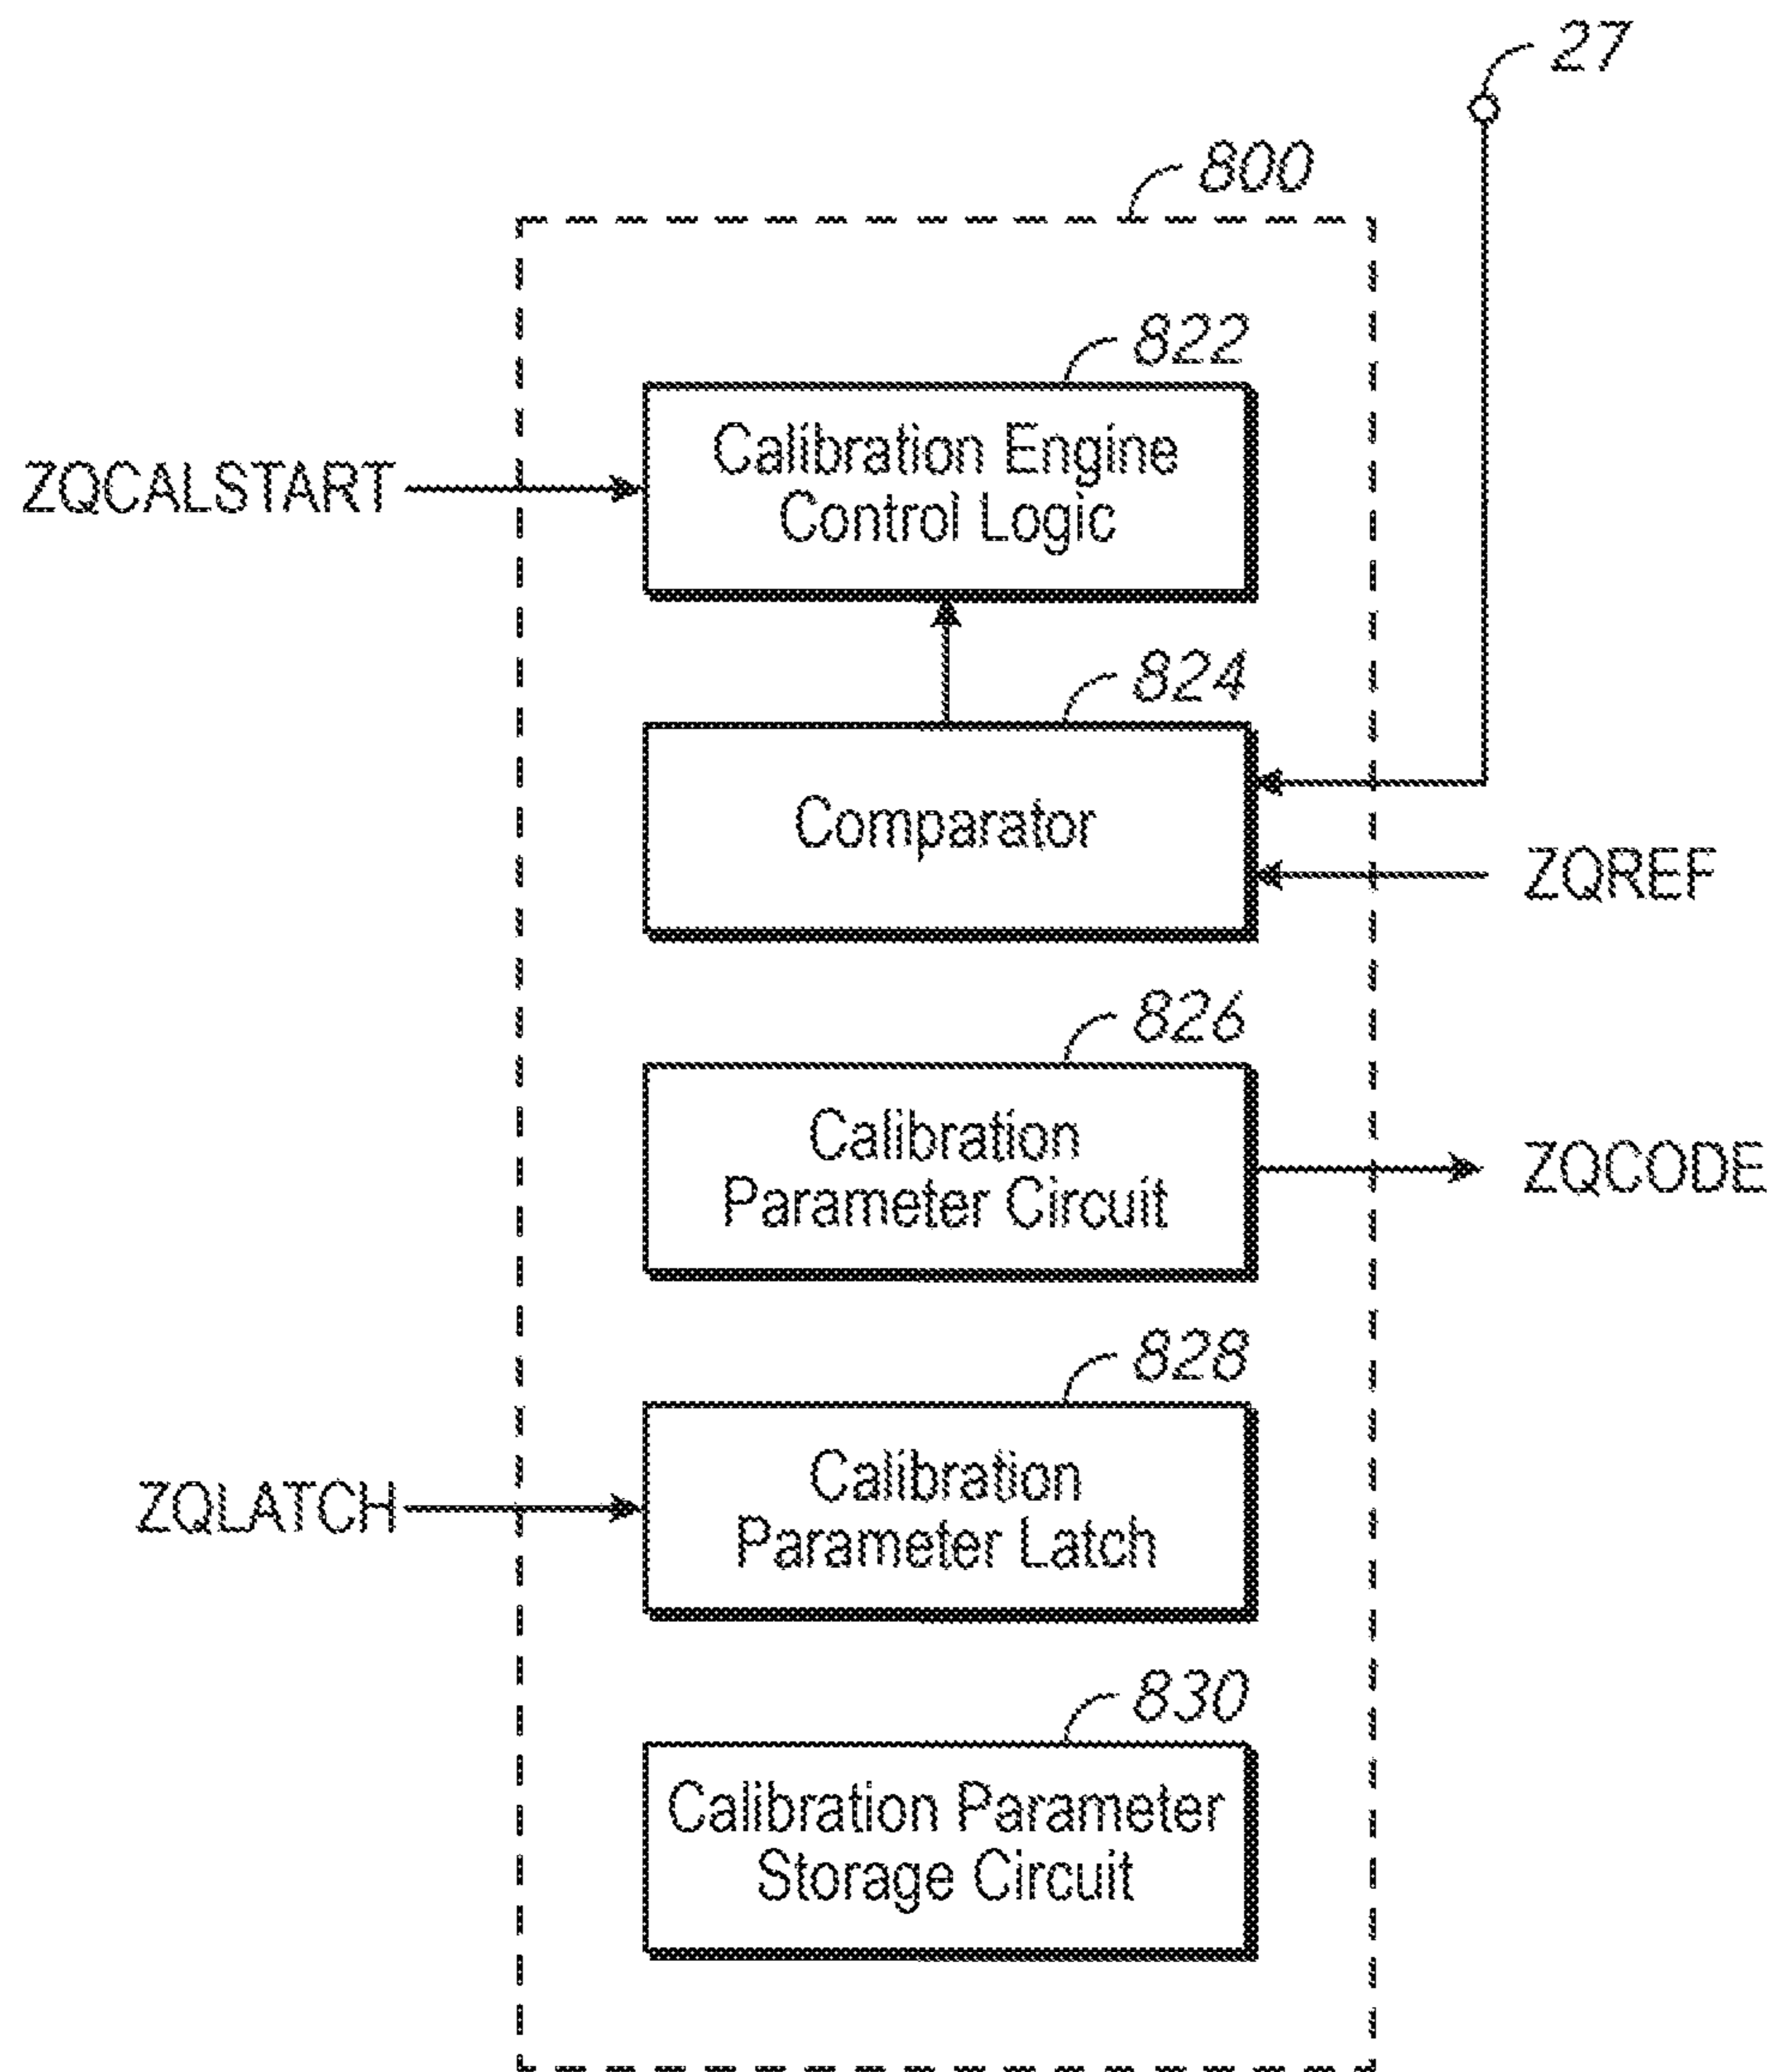 27
800
822
Calibration Engine
Control Logic
ZQCALSTART
824
Comparator
ZQREF
826
Calibration
Parameter Circuit
ZQCODE
828
Calibration
Parameter Latch
ZQLATCH
830
Calibration Parameter
Storage Circuit